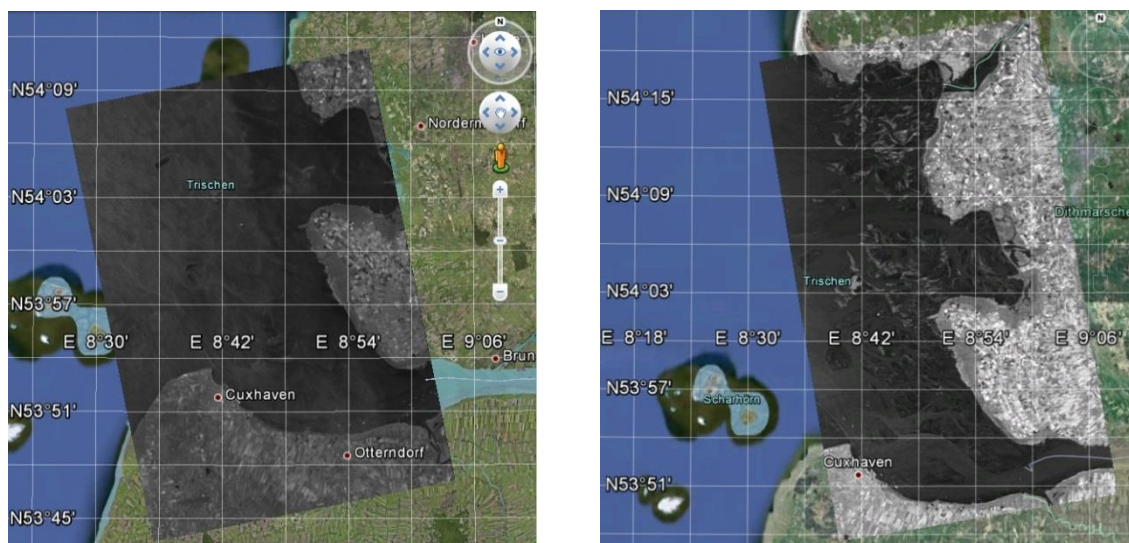 N
N54°09'
Trischen
N54°03'
N53°57'
E 8°30' E 8°42' E 8°54' E 9°06'
Brun
Cuxhaven
N53°51'
Otterndorf
N53°45'
N
N54°15'
N54°09'
Dithmarsche
N54°03'
Trischen
E 8°18' E 8°30' E 8°42' E 8°54' E 9°06'
N53°57'
Scharhörn
Cuxhaven
N53°51'